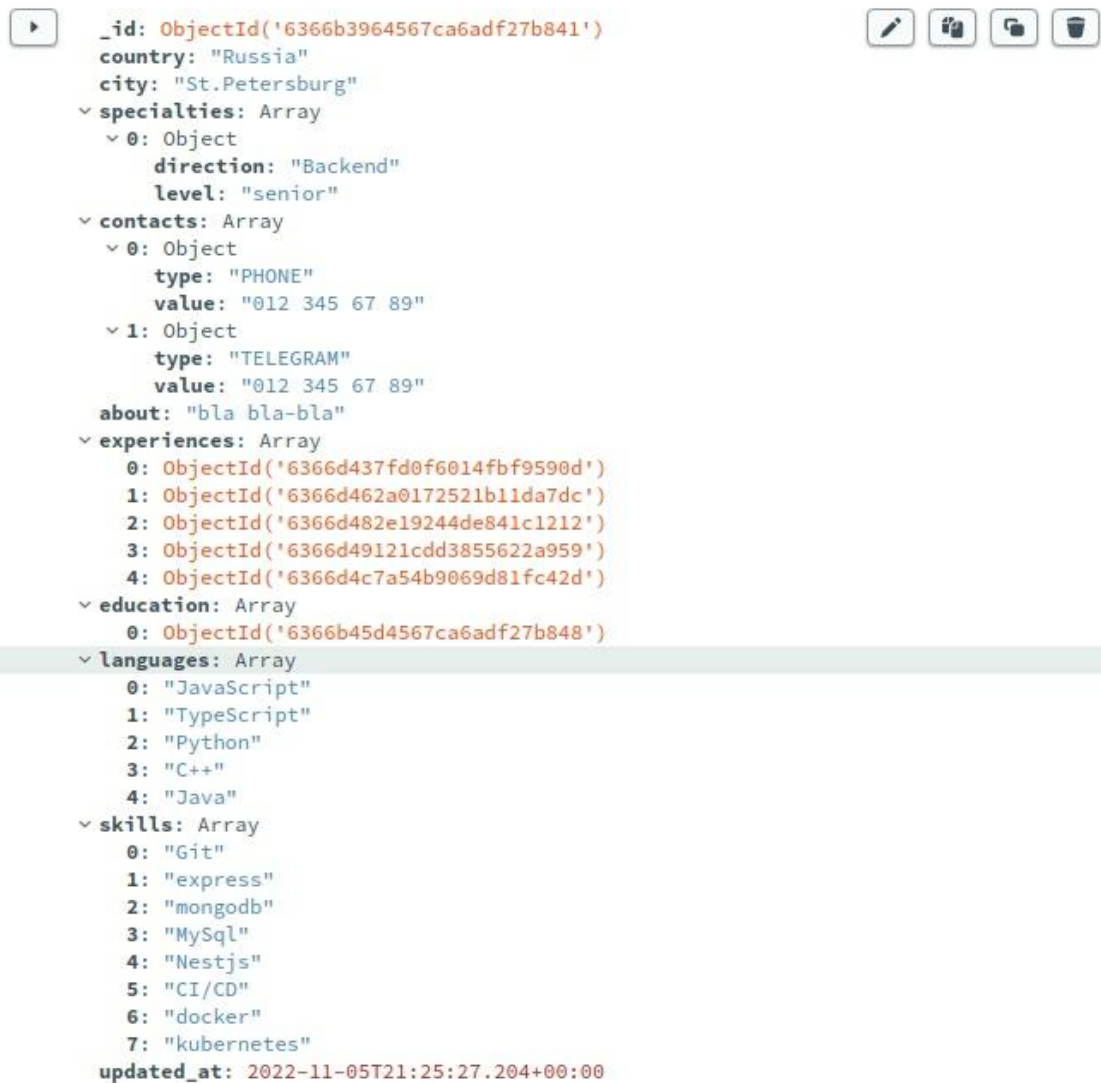 _id: ObjectId('6366b3964567ca6adf27b841')
country: "Russia"
city: "St.Petersburg"
specialties: Array
0: Object
direction: "Backend"
level: "senior"
contacts: Array
0: Object
type: "PHONE"
value: "012 345 67 89"
1: Object
type: "TELEGRAM"
value: "012 345 67 89"
about: "bla bla-bla"
experiences: Array
0: ObjectId('6366d437fd0f6014fbf9590d')
1: ObjectId('6366d462a0172521b11da7dc')
2: ObjectId('6366d482e19244de841c1212')
3: ObjectId('6366d49121cdd3855622a959')
4: ObjectId('6366d4c7a54b9069d81fc42d')
education: Array
0: ObjectId('6366b45d4567ca6adf27b848')
languages: Array
0: "JavaScript"
1: "TypeScript"
2: "Python"
3: "C++"
4: "Java"
skills: Array
0: "Git"
1: "express"
2: "mongodb"
3: "MySql"
4: "Nestjs"
5: "CI/CD"
6: "docker"
7: "kubernetes"
updated_at: 2022-11-05T21:25:27.204+00:00